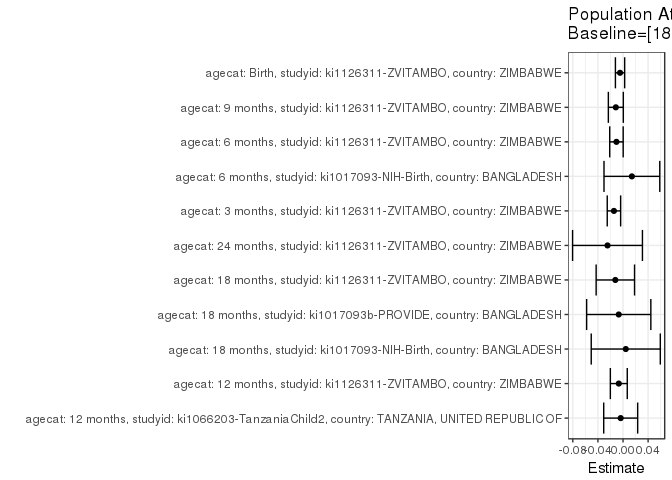 Population At
Baseline=[18
agecat: Birth, studyid: ki1126311-ZVITAMBO, country: ZIMBABWE
agecat: 9 months, studyid: ki1126311-ZVITAMBO, country: ZIMBABWE
agecat: 6 months, studyid: ki1126311-ZVITAMBO, country: ZIMBABWE
agecat: 6 months, studyid: ki1017093-NIH-Birth, country: BANGLADESH
agecat: 3 months, studyid: ki1126311-ZVITAMBO, country: ZIMBABWE
agecat: 24 months, studyid: ki1126311-ZVITAMBO, country: ZIMBABWE
agecat: 18 months, studyid: ki1126311-ZVITAMBO, country: ZIMBABWE
agecat: 18 months, studyid: ki1017093b-PROVIDE, country: BANGLADESH
agecat: 18 months, studyid: ki1017093-NIH-Birth, country: BANGLADESH
agecat: 12 months, studyid: ki1126311-ZVITAMBO, country: ZIMBABWE
agecat: 12 months, studyid: ki1066203-TanzaniaChild2, country: TANZANIA, UNITED REPUBLIC OF
-0.08-0.040.000.04
Estimate